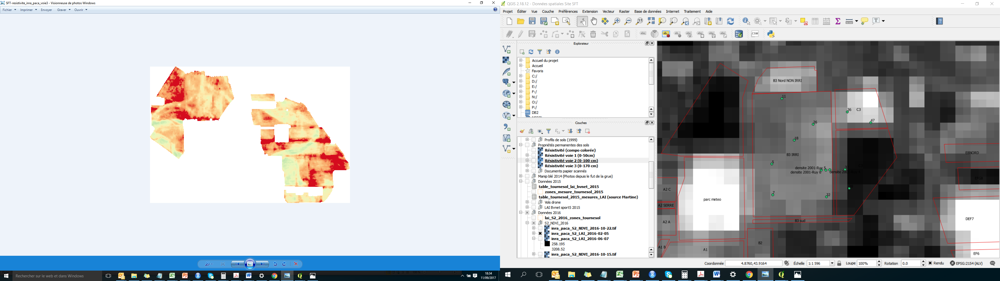 SFT-resistivite_inra_paca_voie3 - Visionneuse de photos Windows
Fichier Imprimer Envoyer Graver Ouvrir
Rechercher sur le web et dans Windows
18:34
11/09/2017
QGIS 2.18.12 - Données spatiales Site SFT
Projet Éditer Vue Couche Préférences Extension Vecteur Raster Base de données Internet Traitement Aide
Explorateur
Accueil du projet
Accueil
Favoris
C:/
D:/
E:/
F:/
N:/
O:/
P:/
DB2
Couches
Profils de sols (1999)
Propriétés permanentes des sols
Résistivité (compo colorée)
Résistivité voie 1 (0-50cm)
Résistivité voie 2 (0-100 cm)
Résistivité voie 3 (0-170 cm)
Documents papier scannés
Manip blé 2014 (Photos depuis le fut de la grue)
Données 2015
table_tournesol_lai_bvnet_2015
zones_mesure_tournesol_2015
table_tournesol_2015_mesures_LAI (source Martine)
Vols drone
LAI Bvnet sport5 2015
Données 2016
lai_S2_2016_zones_tournesol
S2_NDVI_2016
inra_paca_S2_NDVI_2016-10-22.tif
inra_paca_S2_LAI_2016-02-05
inra_paca_S2_LAI_2016-06-07
258.195
3208.52
inra_paca_S2_NDVI_2016-10-15.tif
B3 Nord NON IRRI
11
36
C3
47
26
18
B3 IRRI
E8NORD
5
densite 2001-Ruy 5
densite 2001-Ruy 6
A2 C
7
32
parc meteo
A2 SERRE
DEF7
B3 sud
A2 A
B2
A1 B
A1
EF6
Coordonnée 4.8760,43.9164 Échelle 1:1 596 Loupe 100% Rotation 0.0 Rendu EPSG:2154 (ALV)